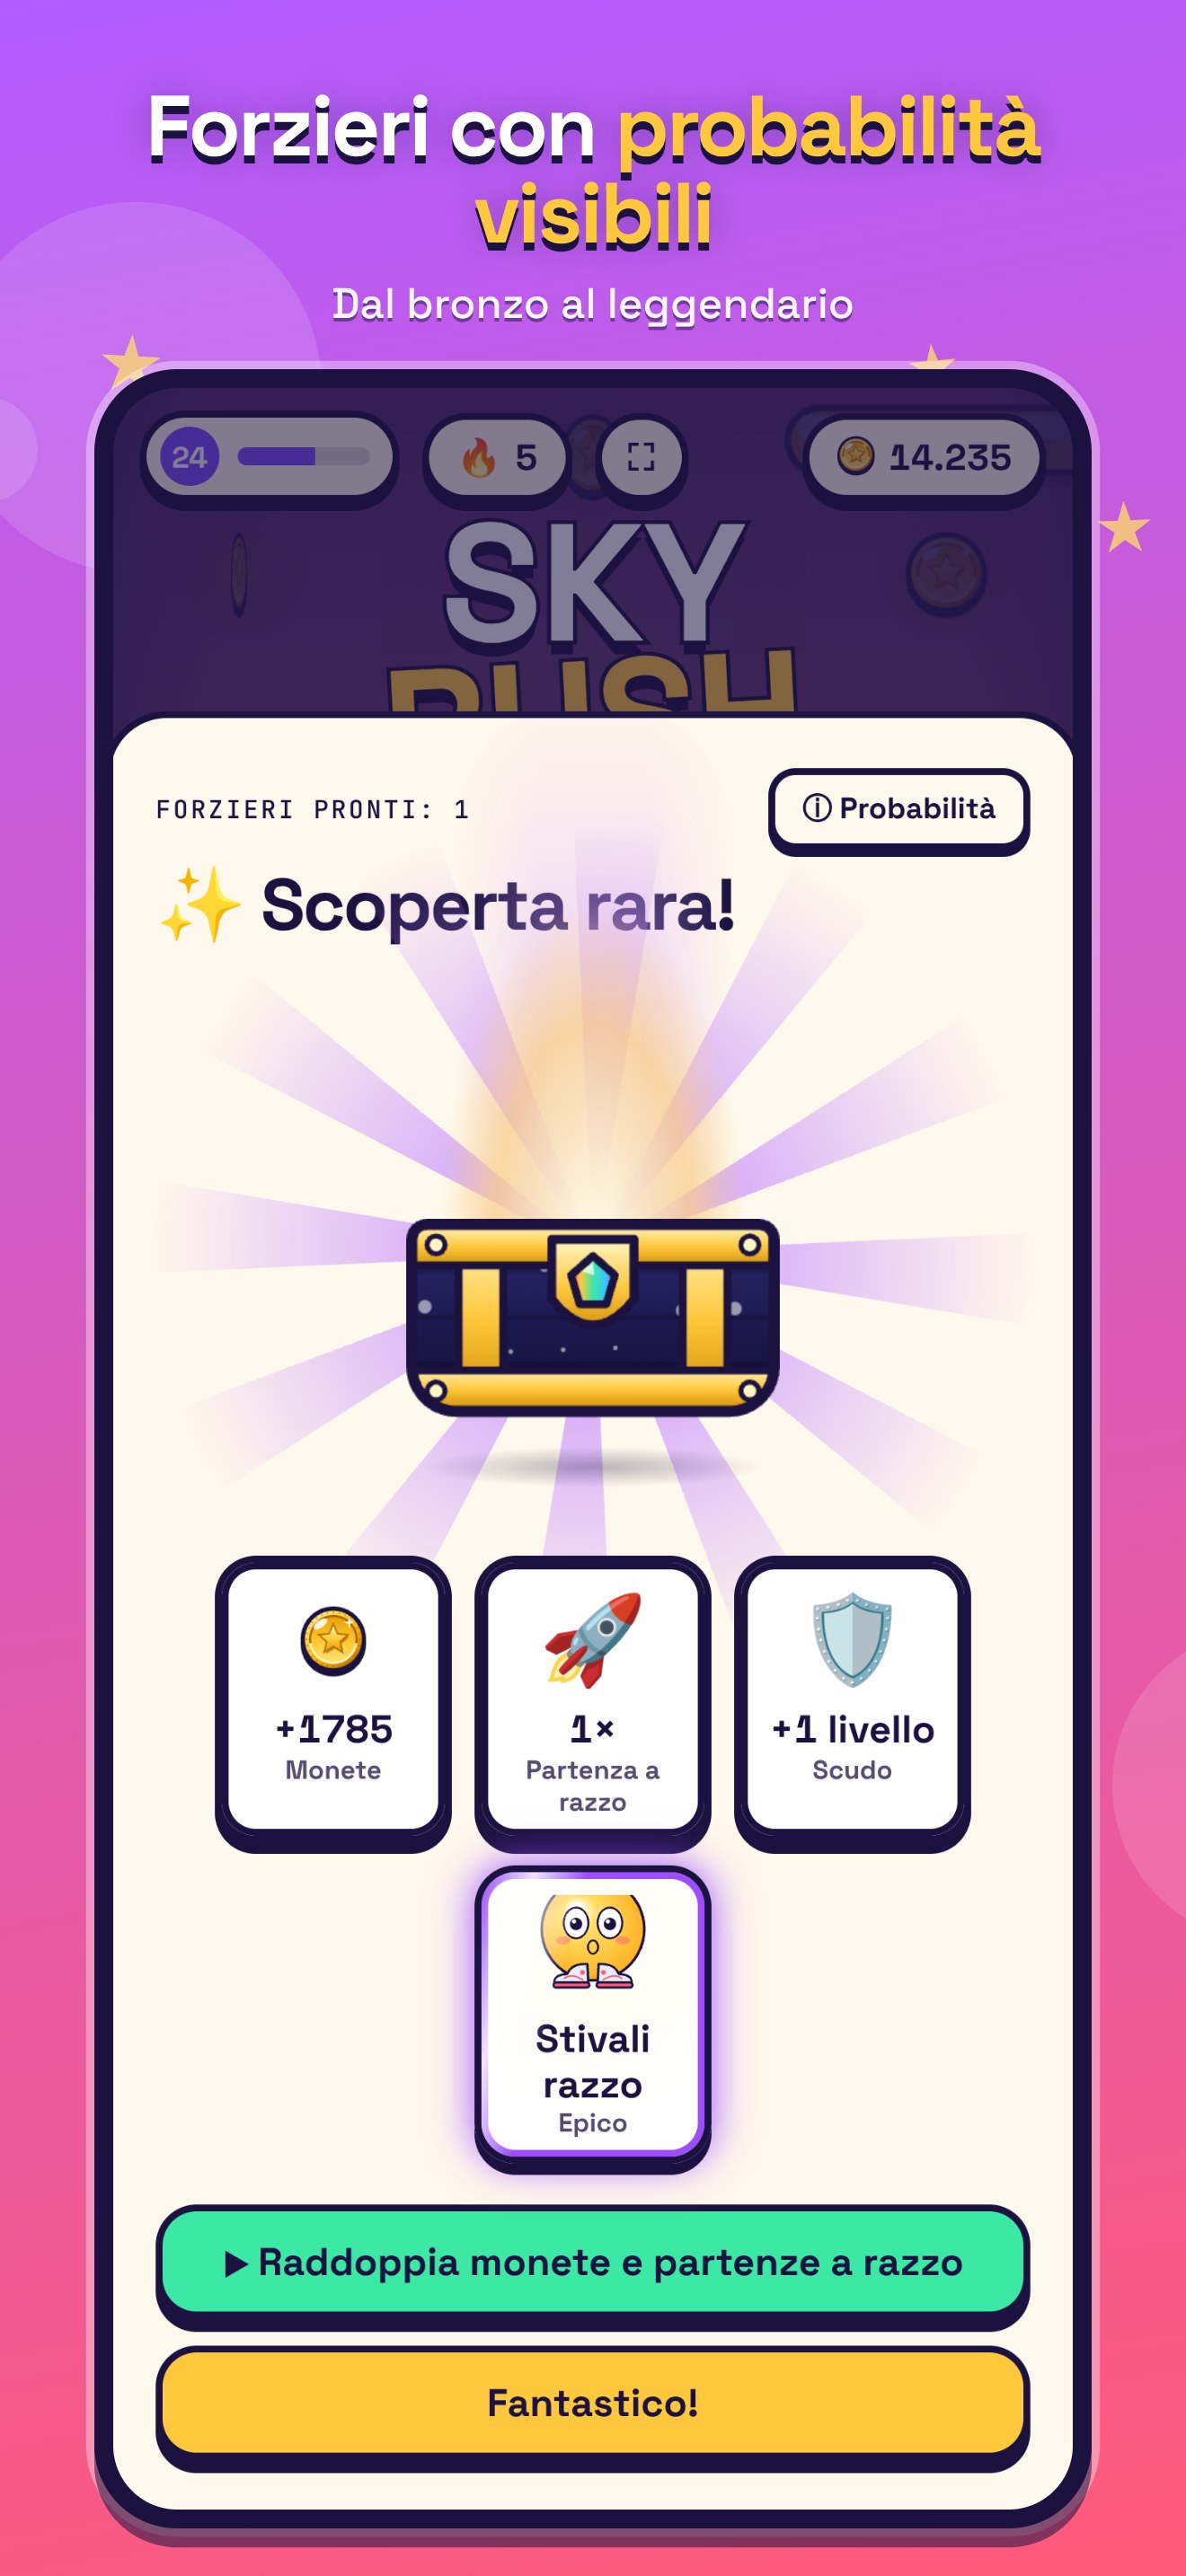 Forzieri con probabilità
visibili
Dal bronzo al leggendario
24
5
14.235
SKY
RUSH
FORZIERI PRONTI: 1
ⓘ Probabilità
✨ Scoperta rara!
+1785
Monete
1×
Partenza a
razzo
+1 livello
Scudo
Stivali
razzo
Epico
▶ Raddoppia monete e partenze a razzo
Fantastico!